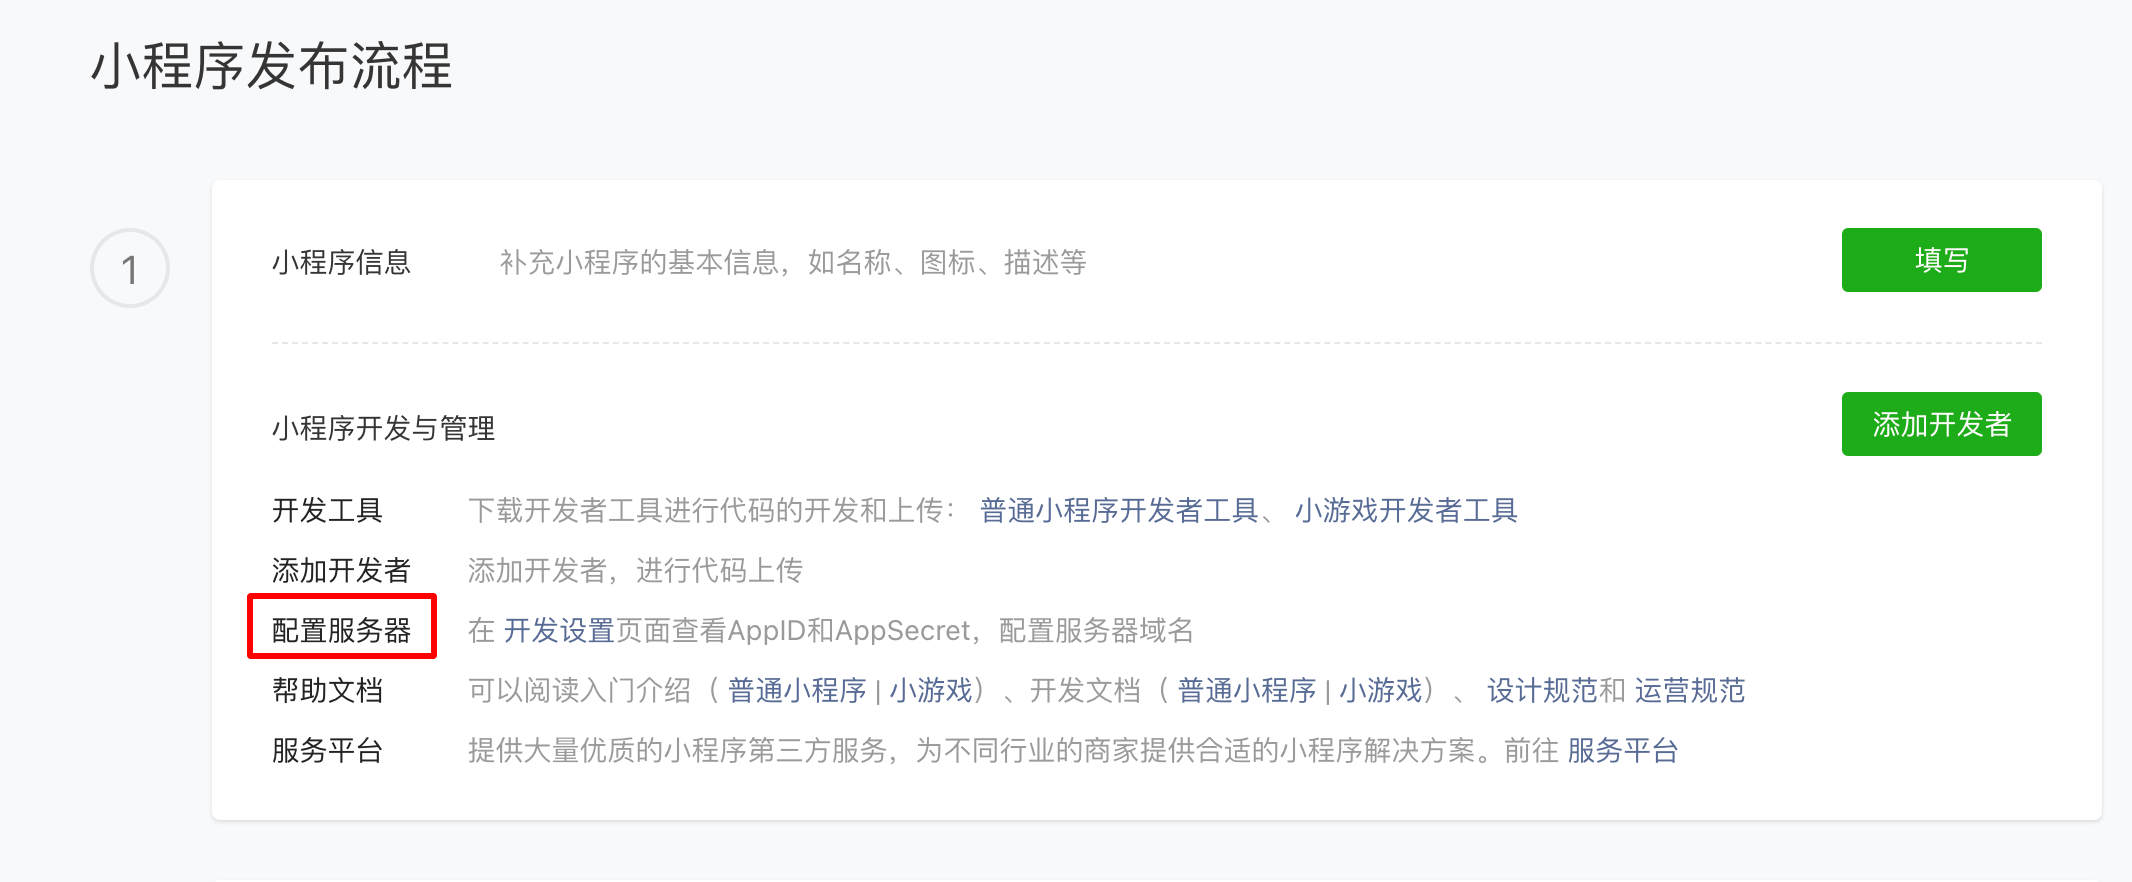 小程序发布流程
1
小程序信息 补充小程序的基本信息，如名称、图标、描述等 填写
小程序开发与管理 添加开发者
开发工具 下载开发者工具进行代码的开发和上传： 普通小程序开发者工具、 小游戏开发者工具
添加开发者 添加开发者，进行代码上传
配置服务器 在 开发设置页面查看AppID和AppSecret，配置服务器域名
帮助文档 可以阅读入门介绍（ 普通小程序 | 小游戏） 、开发文档（ 普通小程序 | 小游戏） 、 设计规范和 运营规范
服务平台 提供大量优质的小程序第三方服务，为不同行业的商家提供合适的小程序解决方案。前往 服务平台